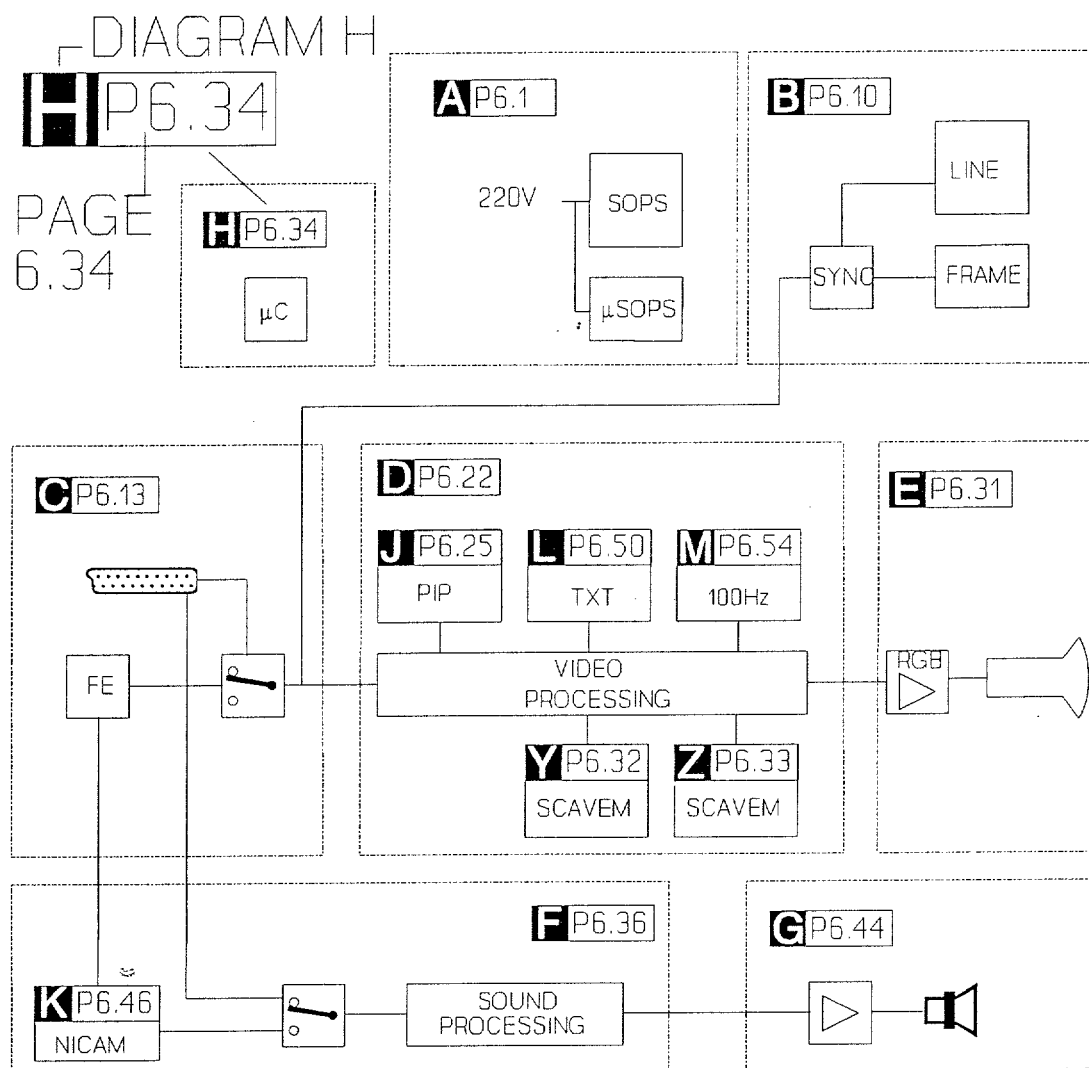 DIAGRAM H
H P6.34
PAGE
6.34
H P6.34
μC
A P6.1
220V
SOPS
μSOPS
B P6.10
LINE
SYNC
FRAME
C P6.13
FE
D P6.22
J P6.25
PIP
L P6.50
TXT
M P6.54
100Hz
VIDEO
PROCESSING
Y P6.32
SCAVEM
Z P6.33
SCAVEM
E P6.31
RGB
F P6.36
K P6.46
NICAM
SOUND
PROCESSING
G P6.44